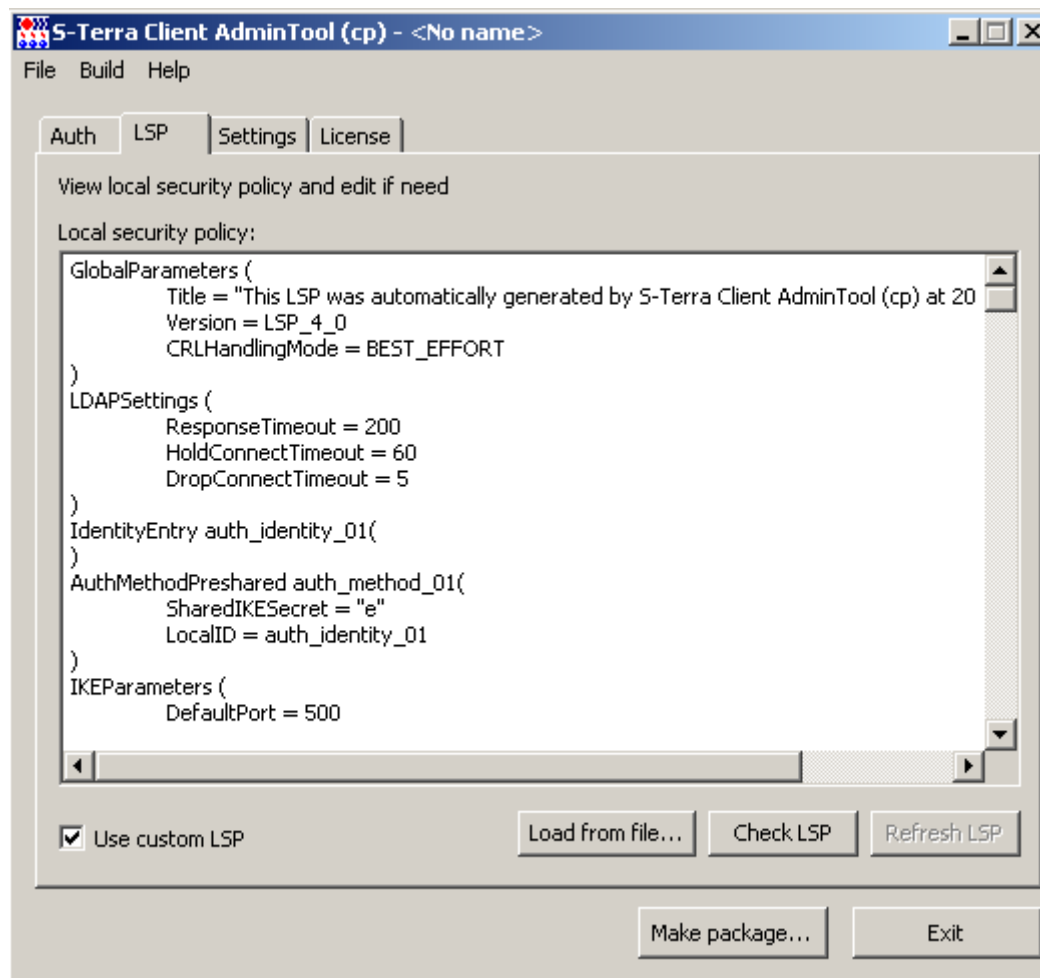 S-Terra Client AdminTool (cp) - <No name>
File Build Help
Auth LSP Settings License
View local security policy and edit if need
Local security policy:
GlobalParameters (
Title = "This LSP was automatically generated by S-Terra Client AdminTool (cp) at 20
Version = LSP_4_0
CRLHandlingMode = BEST_EFFORT
)
LDAPSettings (
ResponseTimeout = 200
HoldConnectTimeout = 60
DropConnectTimeout = 5
)
IdentityEntry auth_identity_01(
)
AuthMethodPreshared auth_method_01(
SharedIKESecret = "e"
LocalID = auth_identity_01
)
IKEParameters (
DefaultPort = 500
Use custom LSP Load from file... Check LSP Refresh LSP
Make package... Exit